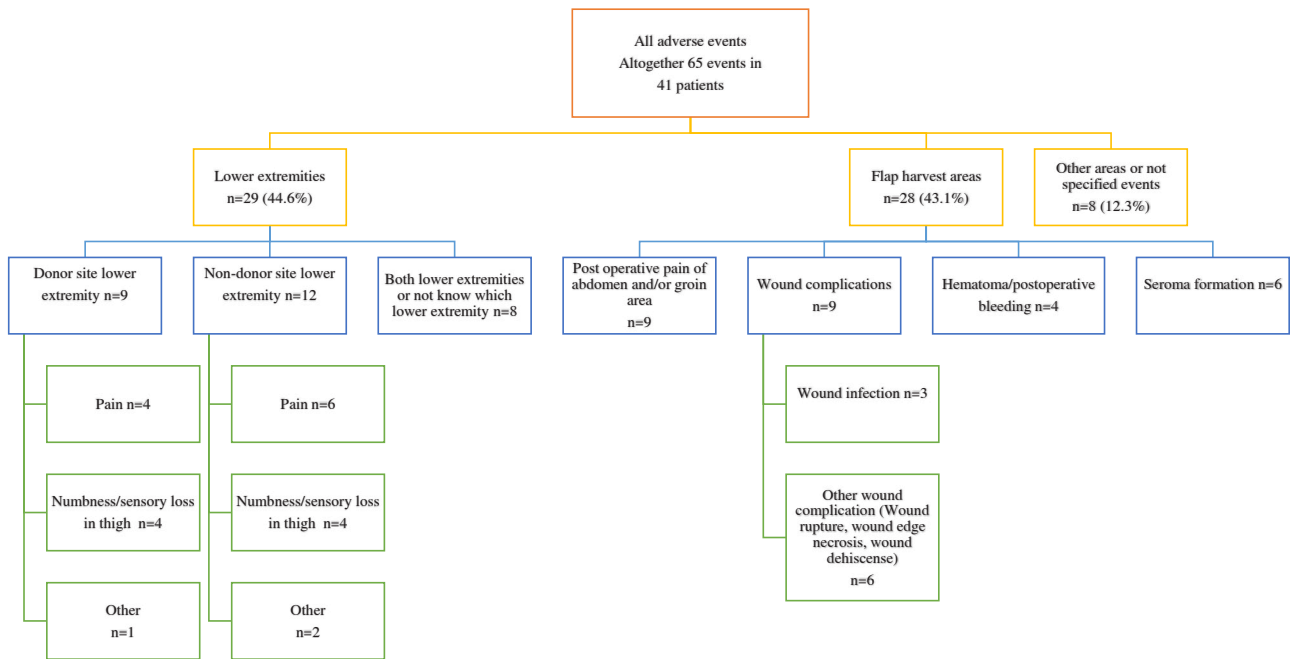 All adverse events
Altogether 65 events in
41 patients
Lower extremities
n=29 (44.6%)
Flap harvest areas
n=28 (43.1%)
Other areas or not
specified events
n=8 (12.3%)
Donor site lower
extremity n=9
Non-donor site lower
extremity n=12
Both lower extremities
or not know which
lower extremity n=8
Post operative pain of
abdomen and/or groin
area
n=9
Wound complications
n=9
Hematoma/postoperative
bleeding n=4
Seroma formation n=6
Pain n=4
Numbness/sensory loss
in thigh n=4
Other
n=1
Pain n=6
Numbness/sensory loss
in thigh n=4
Other
n=2
Wound infection n=3
Other wound
complication (Wound
rupture, wound edge
necrosis, wound
dehiscense)
n=6